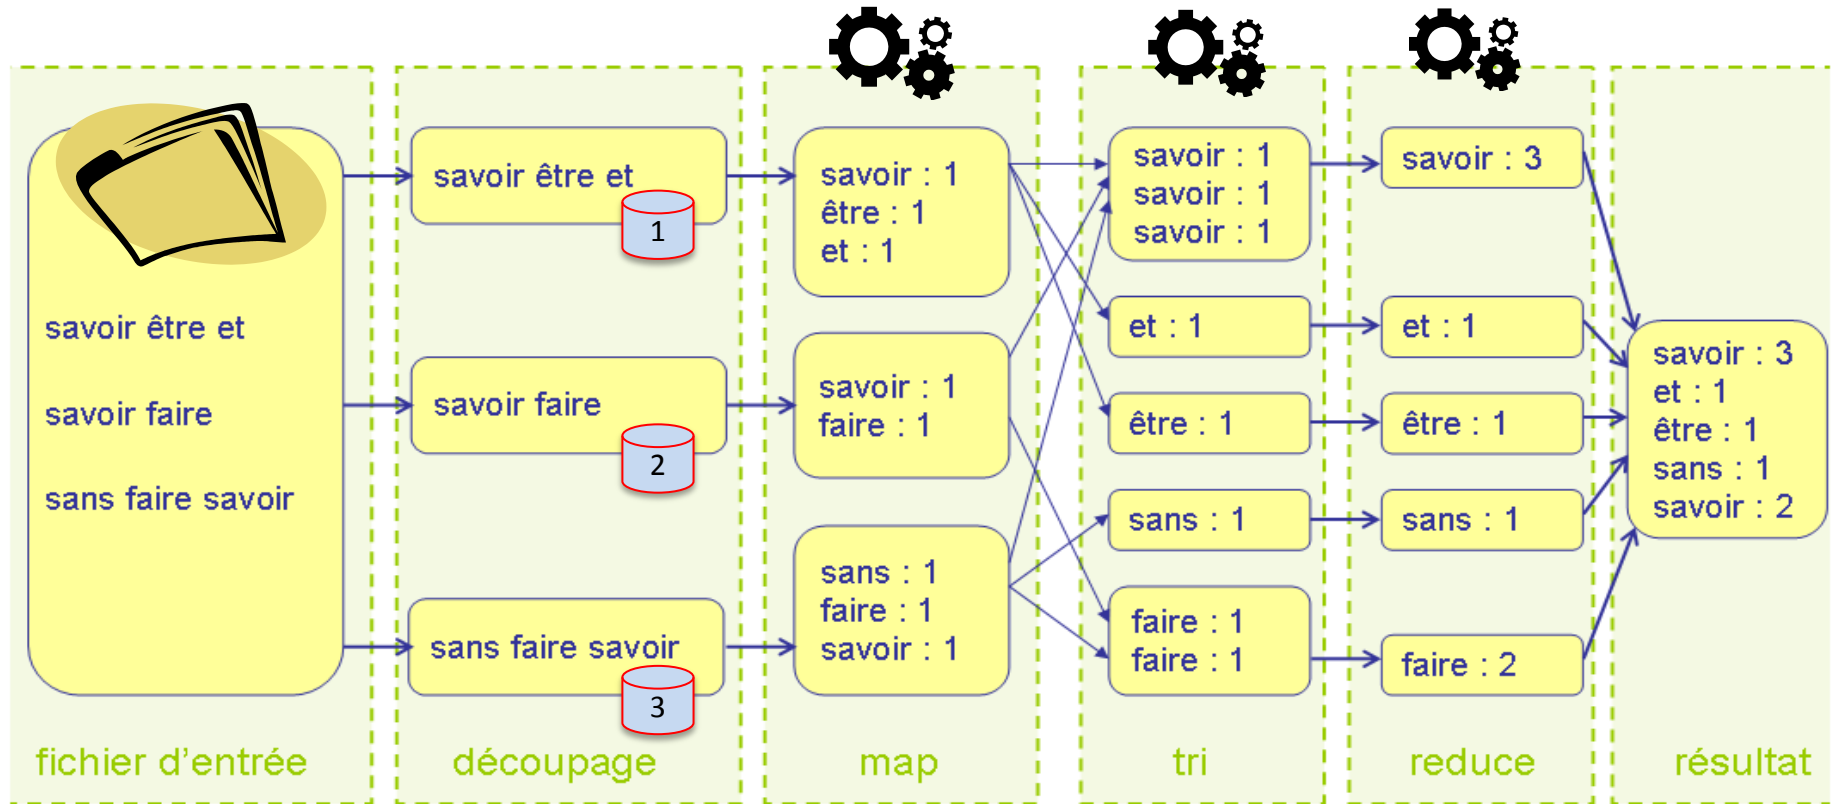 savoir être et
savoir faire
sans faire savoir
fichier d'entrée
savoir être et
1
savoir faire
2
sans faire savoir
3
découpage
savoir : 1
être : 1
et : 1
savoir : 1
faire : 1
sans : 1
faire : 1
savoir : 1
map
savoir : 1
savoir : 1
savoir : 1
et : 1
être : 1
sans : 1
faire : 1
faire : 1
tri
savoir : 3
et : 1
être : 1
sans : 1
faire : 2
reduce
savoir : 3
et : 1
être : 1
sans : 1
savoir : 2
résultat